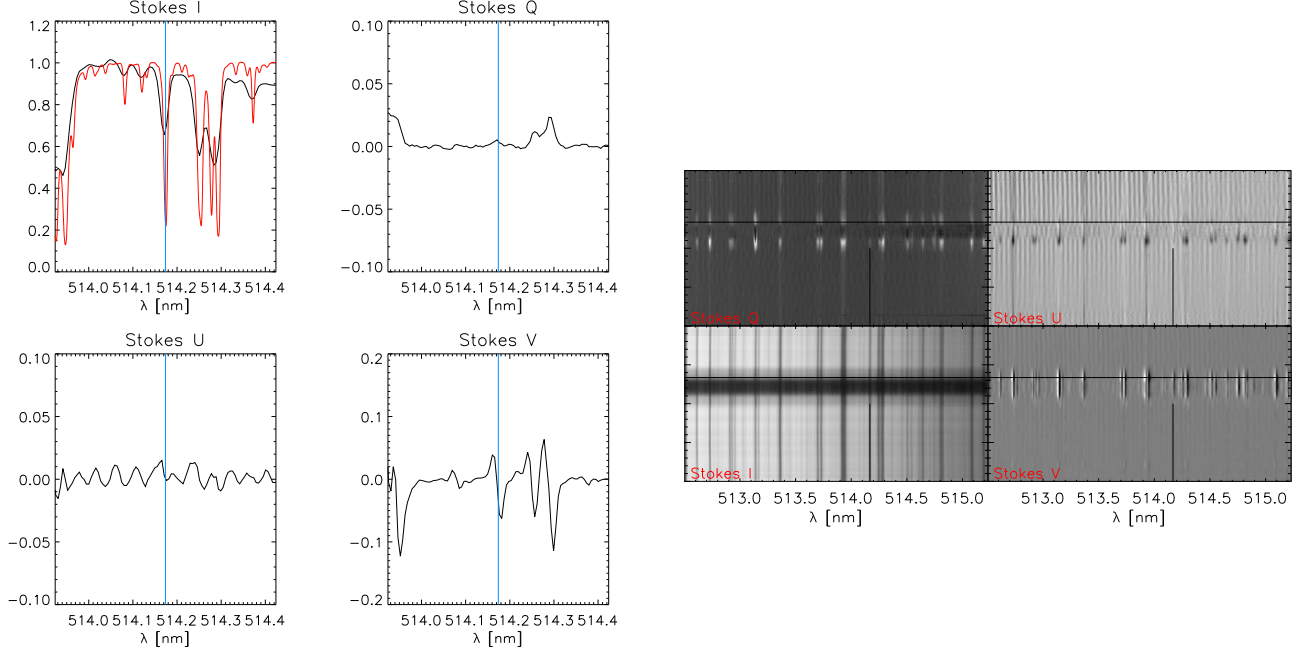 Stokes I
1.2
1.0
0.8
0.6
0.4
0.2
0.0
514.0 514.1 514.2 514.3 514.4
λ [nm]
Stokes Q
0.10
0.05
0.00
−0.05
−0.10
514.0 514.1 514.2 514.3 514.4
λ [nm]
Stokes U
0.10
0.05
0.00
−0.05
−0.10
514.0 514.1 514.2 514.3 514.4
λ [nm]
Stokes V
0.2
0.1
0.0
−0.1
−0.2
514.0 514.1 514.2 514.3 514.4
λ [nm]
Stokes Q
Stokes U
Stokes I
Stokes V
513.0 513.5 514.0 514.5 515.0
λ [nm]
513.0 513.5 514.0 514.5 515.0
λ [nm]